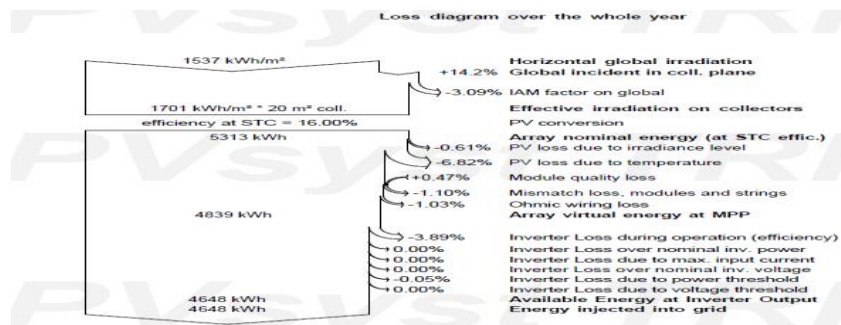 Loss diagram over the whole year
1537 kWh/m² Horizontal global irradiation
+14.2% Global incident in coll. plane
-3.09% IAM factor on global
1701 kWh/m² * 20 m² coll. Effective irradiation on collectors
efficiency at STC = 16.00% PV conversion
5313 kWh Array nominal energy (at STC effic.)
-0.61% PV loss due to irradiance level
-6.82% PV loss due to temperature
+0.47% Module quality loss
-1.10% Mismatch loss, modules and strings
-1.03% Ohmic wiring loss
4839 kWh Array virtual energy at MPP
-3.89% Inverter Loss during operation (efficiency)
0.00% Inverter Loss over nominal inv. power
0.00% Inverter Loss due to max. input current
0.00% Inverter Loss over nominal inv. voltage
-0.05% Inverter Loss due to power threshold
0.00% Inverter Loss due to voltage threshold
4648 kWh Available Energy at Inverter Output
4648 kWh Energy injected into grid